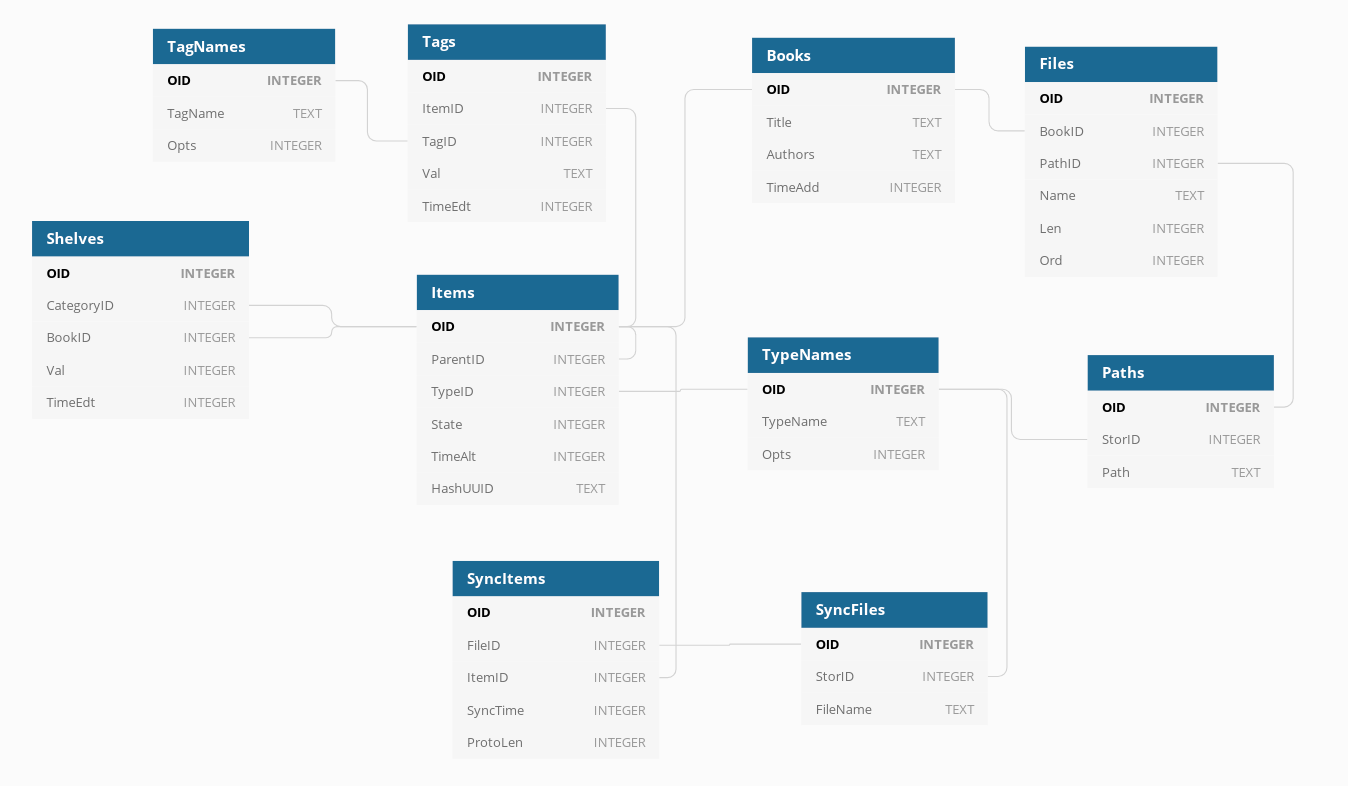 TagNames
OID INTEGER
TagName TEXT
Opts INTEGER
Tags
OID INTEGER
ItemID INTEGER
TagID INTEGER
Val TEXT
TimeEdt INTEGER
Books
OID INTEGER
Title TEXT
Authors TEXT
TimeAdd INTEGER
Files
OID INTEGER
BookID INTEGER
PathID INTEGER
Name TEXT
Len INTEGER
Ord INTEGER
Shelves
OID INTEGER
CategoryID INTEGER
BookID INTEGER
Val INTEGER
TimeEdt INTEGER
Items
OID INTEGER
ParentID INTEGER
TypeID INTEGER
State INTEGER
TimeAlt INTEGER
HashUUID TEXT
TypeNames
OID INTEGER
TypeName TEXT
Opts INTEGER
Paths
OID INTEGER
StorID INTEGER
Path TEXT
SyncItems
OID INTEGER
FileID INTEGER
ItemID INTEGER
SyncTime INTEGER
ProtoLen INTEGER
SyncFiles
OID INTEGER
StorID INTEGER
FileName TEXT